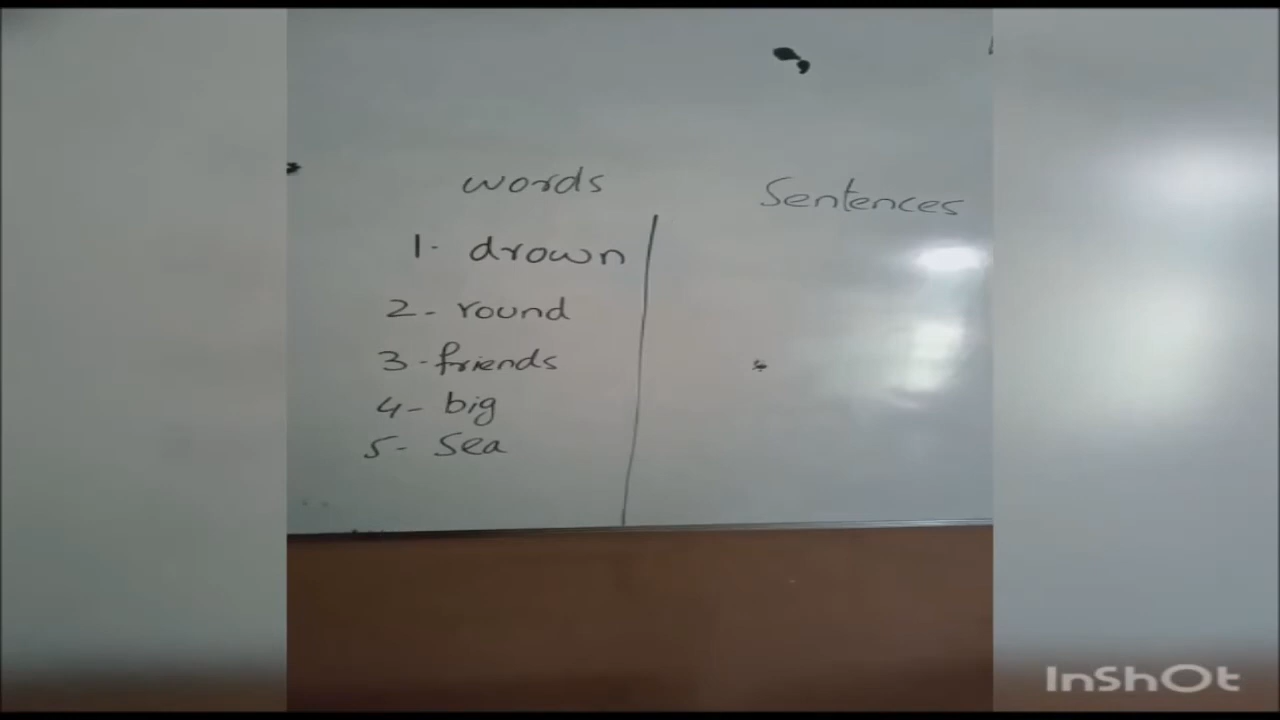 words
Sentences
1. drown
2- round
3-friends
4- big
5- Sea
InShOt